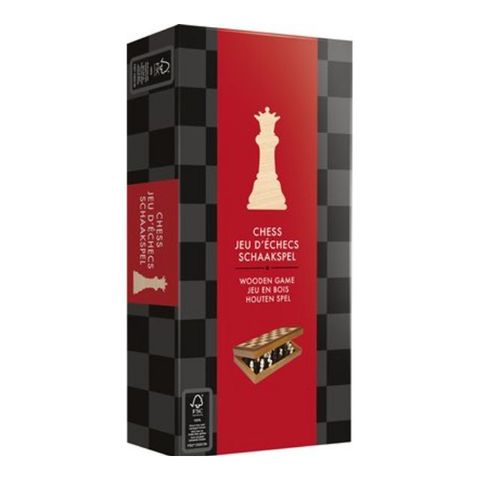 CHESS
JEU D'ÉCHECS
SCHAAKSPEL
WOODEN GAME
JEU EN BOIS
HOUTEN SPEL
CHESS
JEU D'ÉCHECS
SCHAAKSPEL
FSC